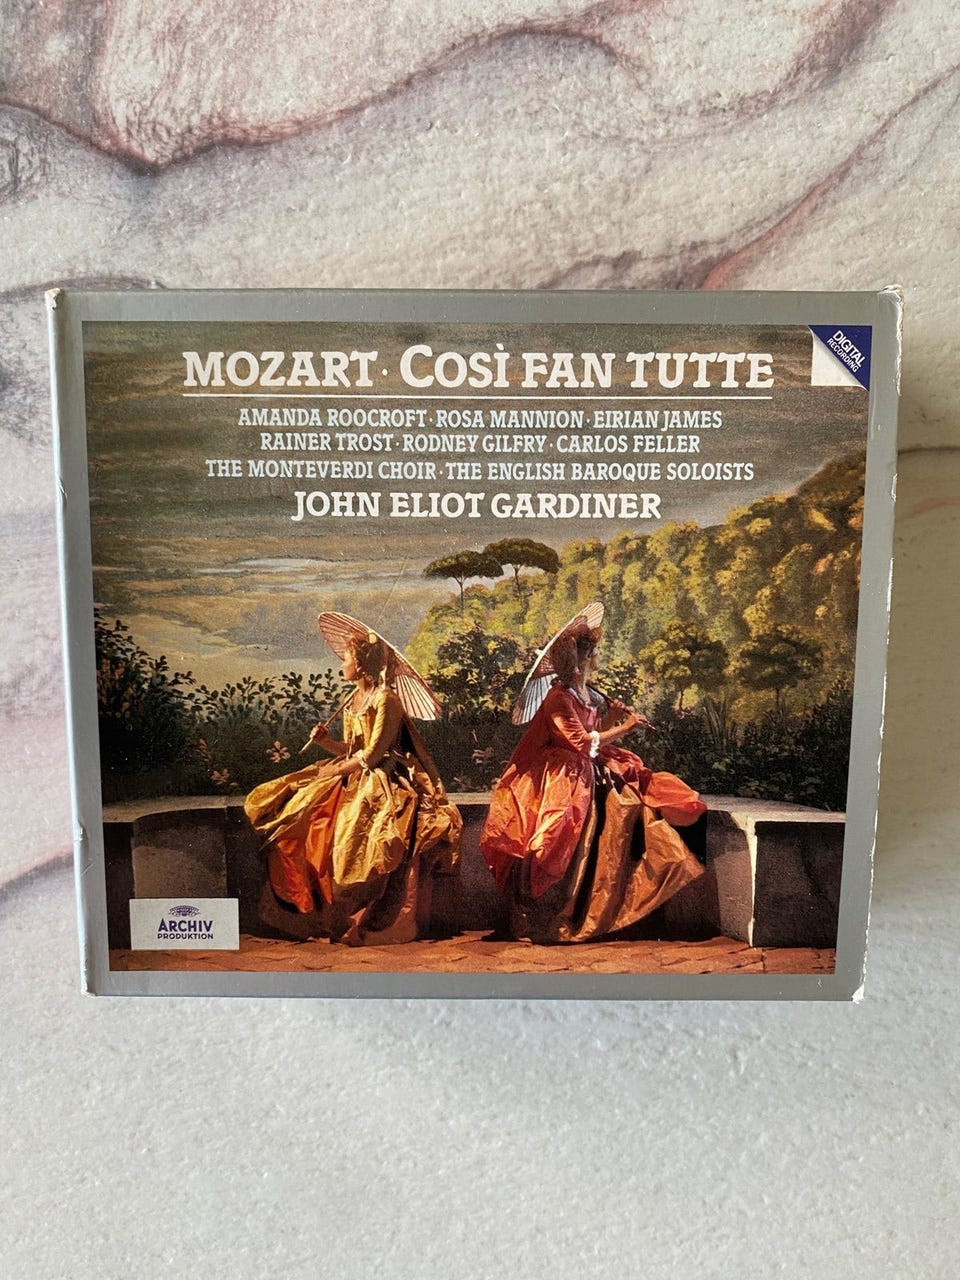 MOZART · COSÌ FAN TUTTE
DIGITAL
RECORDING
AMANDA ROOCROFT · ROSA MANNION · EIRIAN JAMES
RAINER TROST · RODNEY GILFRY · CARLOS FELLER
THE MONTEVERDI CHOIR · THE ENGLISH BAROQUE SOLOISTS
JOHN ELIOT GARDINER
ARCHIV
PRODUKTION